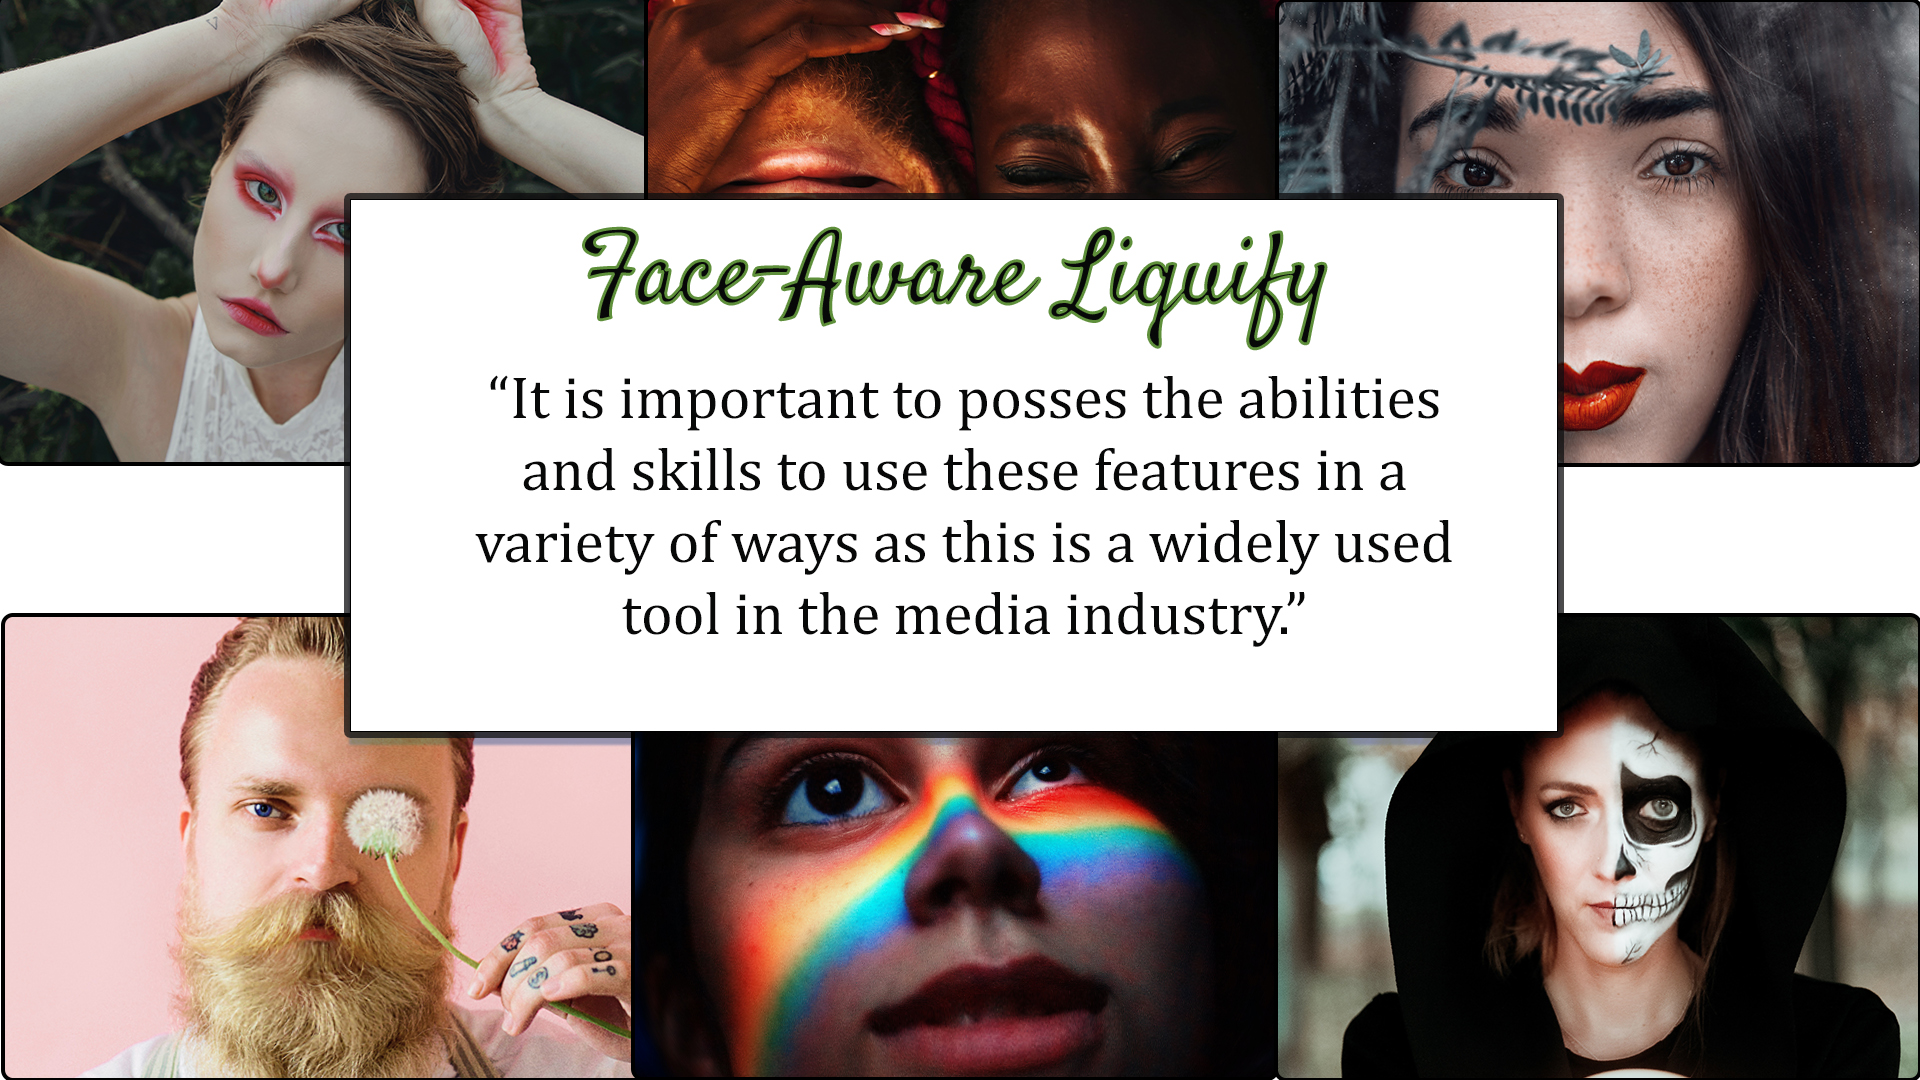 Face-Aware Liquify
“It is important to posses the abilities
and skills to use these features in a
variety of ways as this is a widely used
tool in the media industry.”